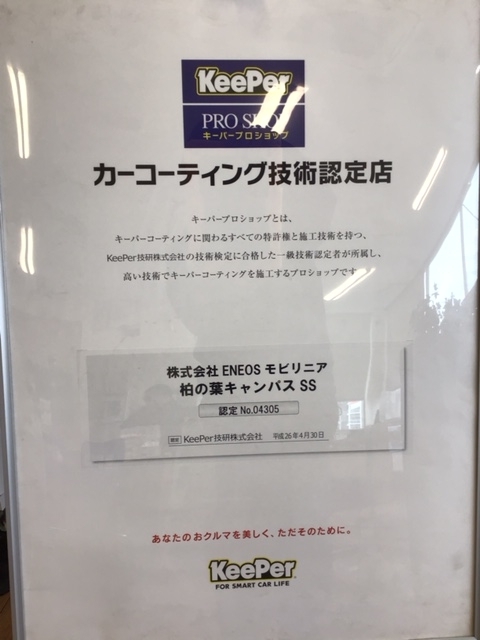 KeePer
PRO SHOP
キーパープロショップ
カーコーティング技術認定店
キーパープロショップとは、
キーパーコーティングに関わるすべての特許権と施工技術を持つ、
KeePer技研株式会社の技術検定に合格した一級技術認定者が所属し、
高い技術でキーパーコーティングを施工するプロショップです
株式会社 ENEOS モビリニア
柏の葉キャンパス SS
認定 No.04305
KeePer技研株式会社 平成26年4月30日
あなたのおクルマを美しく、ただそのために。
KeePer
FOR SMART CAR LIFE